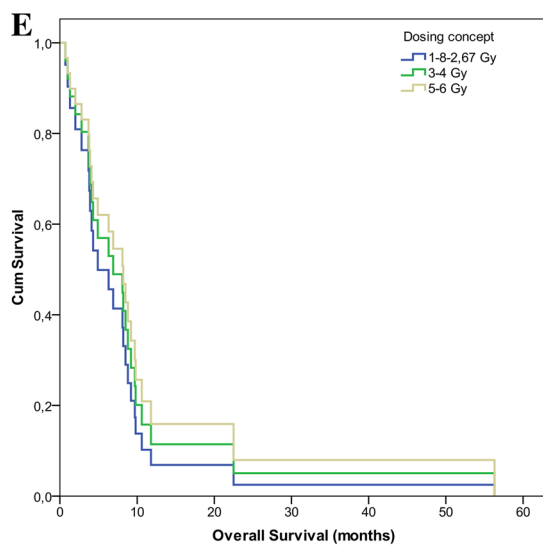 E
Dosing concept
1-8-2,67 Gy
3-4 Gy
5-6 Gy
1,0
0,8
0,6
0,4
0,2
0,0
Cum Survival
0 10 20 30 40 50 60
Overall Survival (months)